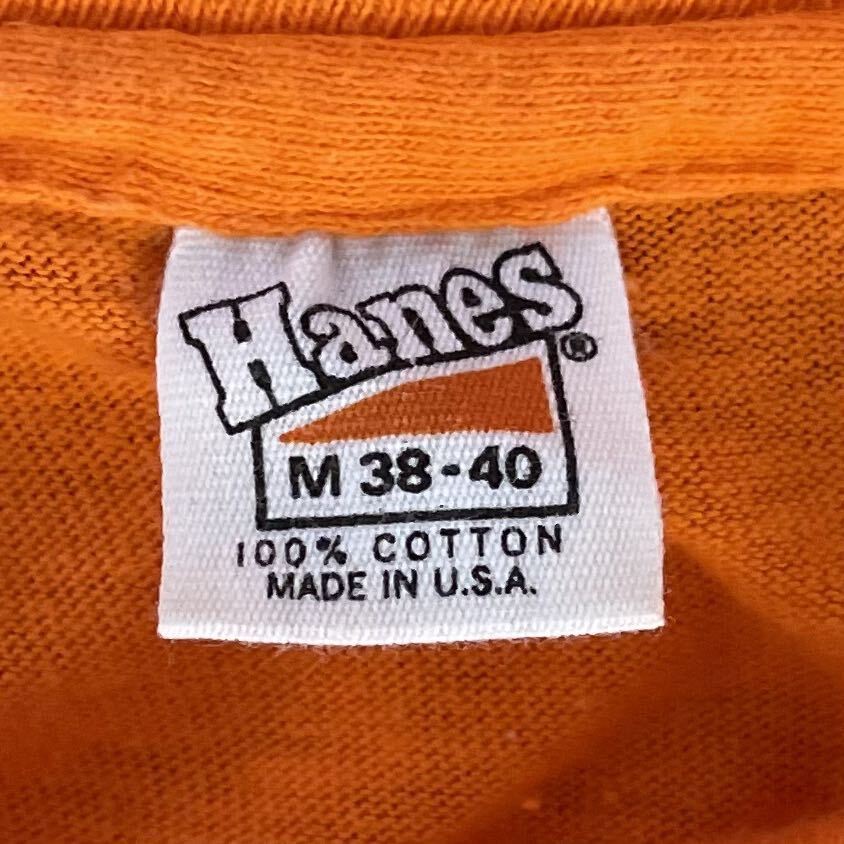 Hanes®
M 38-40
100% COTTON
MADE IN U.S.A.